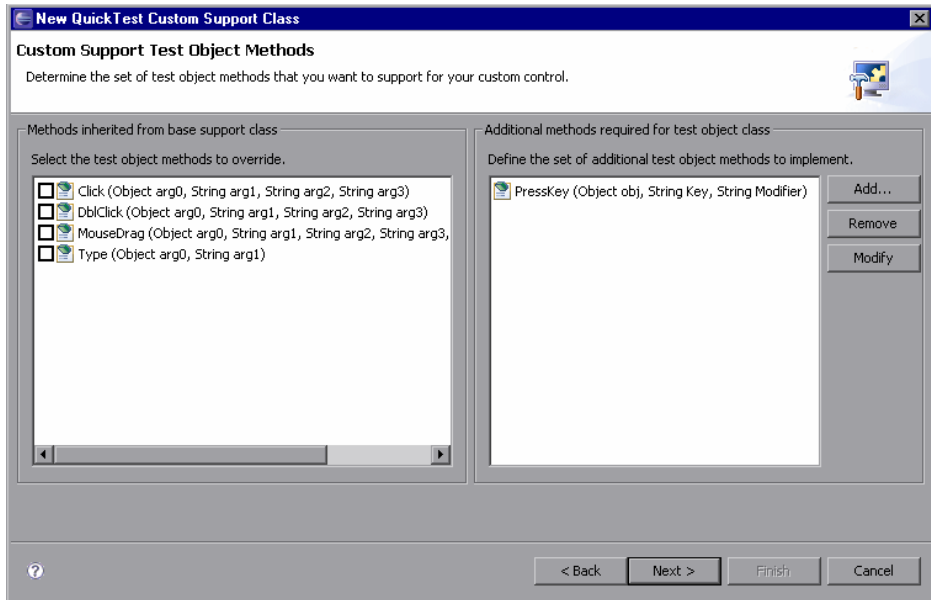 New QuickTest Custom Support Class
Custom Support Test Object Methods
Determine the set of test object methods that you want to support for your custom control.
Methods inherited from base support class
Select the test object methods to override.
Click (Object arg0, String arg1, String arg2, String arg3)
DblClick (Object arg0, String arg1, String arg2, String arg3)
MouseDrag (Object arg0, String arg1, String arg2, String arg3,
Type (Object arg0, String arg1)
Additional methods required for test object class
Define the set of additional test object methods to implement.
PressKey (Object obj, String Key, String Modifier)
Add...
Remove
Modify
?
< Back
Next >
Finish
Cancel